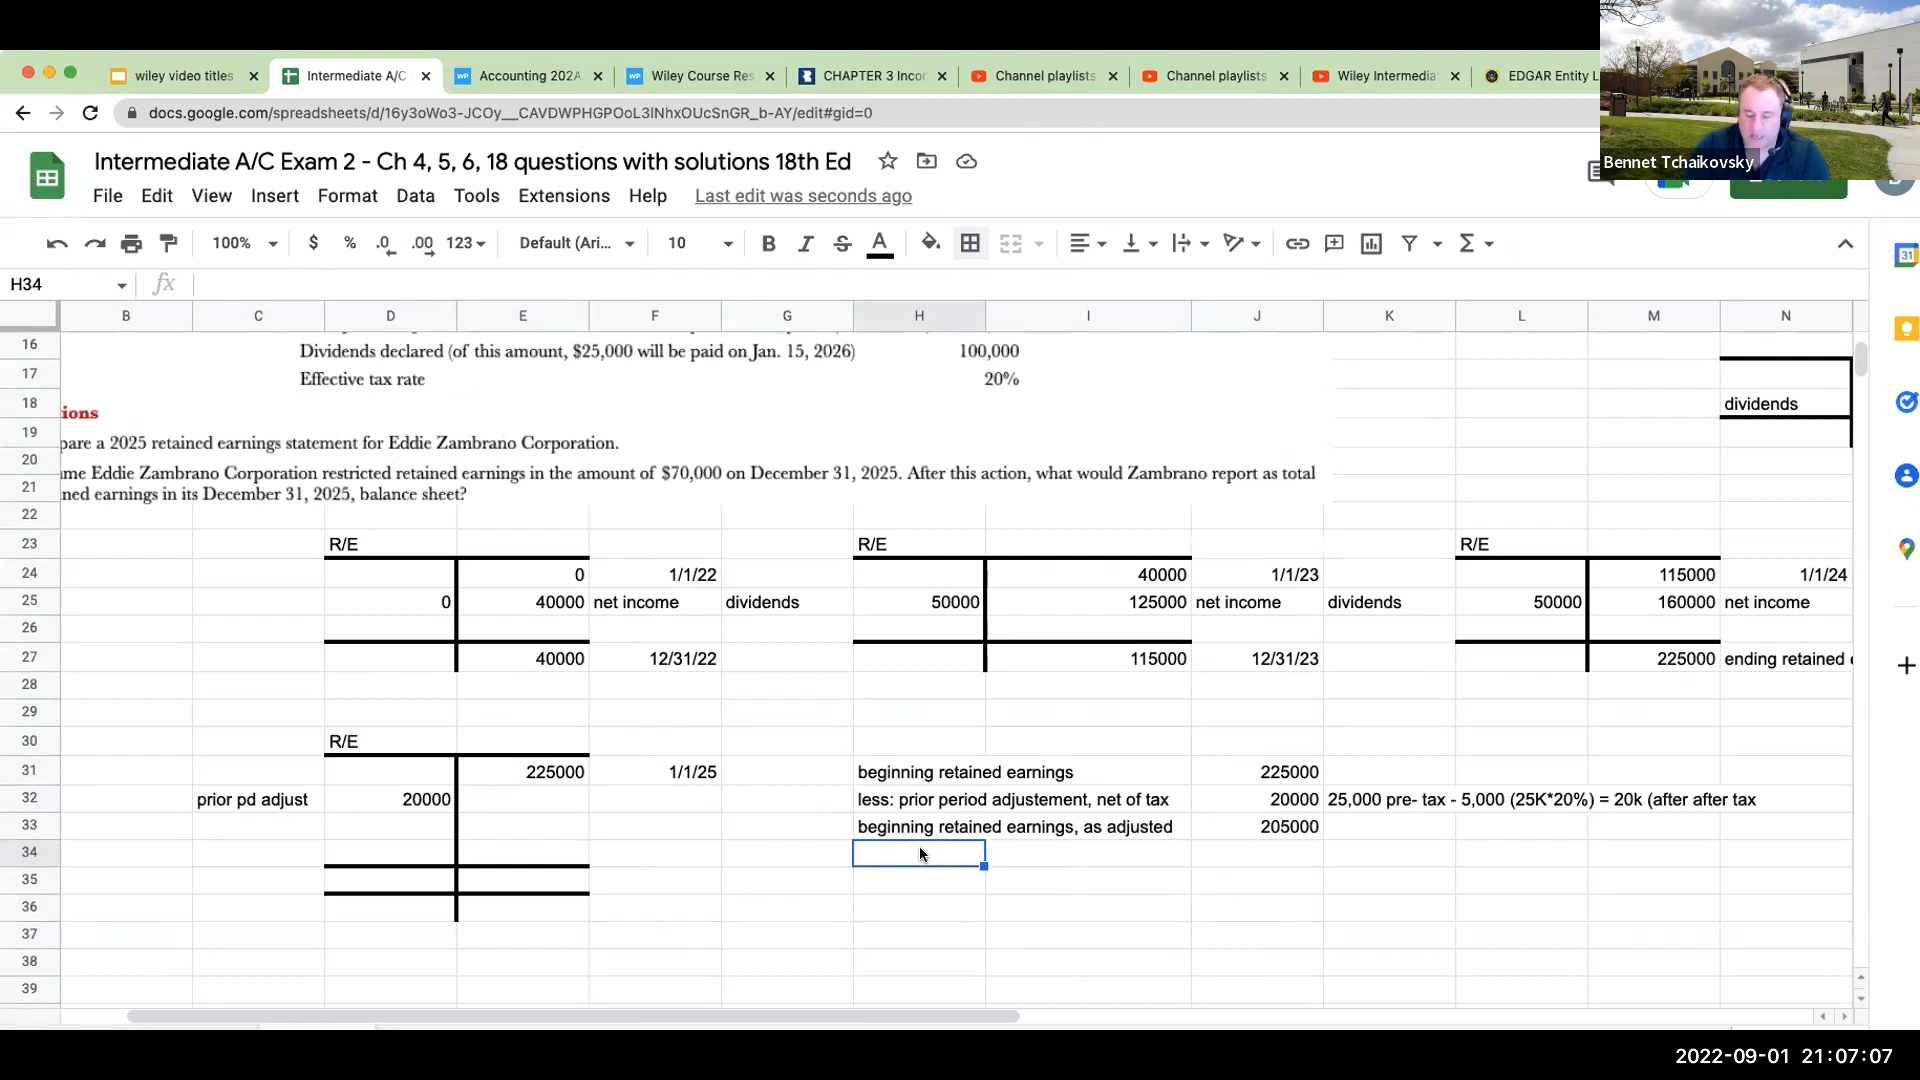 wiley video titles
Intermediate A/C
Accounting 202A
Wiley Course Res
CHAPTER 3 Incor
Channel playlists
Channel playlists
Wiley Intermedia
EDGAR Entity L
docs.google.com/spreadsheets/d/16y3oWo3-JCOy__CAVDWPHGPOoL3lNhxOUcSnGR_b-AY/edit#gid=0
Bennet Tchaikovsky
Intermediate A/C Exam 2 - Ch 4, 5, 6, 18 questions with solutions 18th Ed
File Edit View Insert Format Data Tools Extensions Help Last edit was seconds ago
100% $ % .0 .00 123 Default (Ari... 10 B I S A
31
H34 fx
B C D E F G H I J K L M N
16 Dividends declared (of this amount, $25,000 will be paid on Jan. 15, 2026) 100,000
17 Effective tax rate 20%
18 ions dividends
19 pare a 2025 retained earnings statement for Eddie Zambrano Corporation.
20 me Eddie Zambrano Corporation restricted retained earnings in the amount of $70,000 on December 31, 2025. After this action, what would Zambrano report as total
21 ned earnings in its December 31, 2025, balance sheet?
22
23 R/E R/E R/E
24 0 1/1/22 40000 1/1/23 115000 1/1/24
25 0 40000 net income dividends 50000 125000 net income dividends 50000 160000 net income
26
27 40000 12/31/22 115000 12/31/23 225000 ending retained
28
29
30 R/E
31 225000 1/1/25 beginning retained earnings 225000
32 prior pd adjust 20000 less: prior period adjustement, net of tax 20000 25,000 pre- tax - 5,000 (25K*20%) = 20k (after after tax
33 beginning retained earnings, as adjusted 205000
34
35
36
37
38
39
2022-09-01 21:07:07